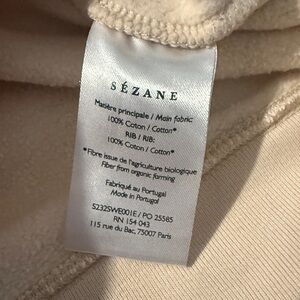 SÉZANE
Matière principale / Main fabric:
100% Coton / Cotton*
RIB / RIB:
100% Coton / Cotton*
*Fibre issue de l'agriculture biologique
Fiber from organic farming
Fabriqué au Portugal
Made in Portugal
S232SWE001E / PO 25585
RN 154 043
115 rue du Bac, 75007 Paris